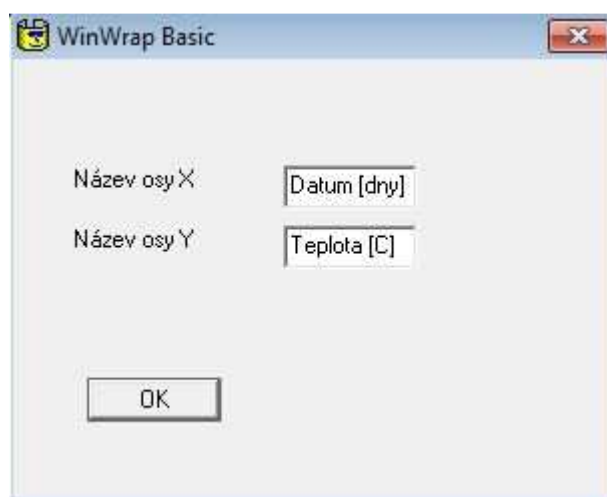 WinWrap Basic
Název osy X Datum [dny]
Název osy Y Teplota [C]
OK